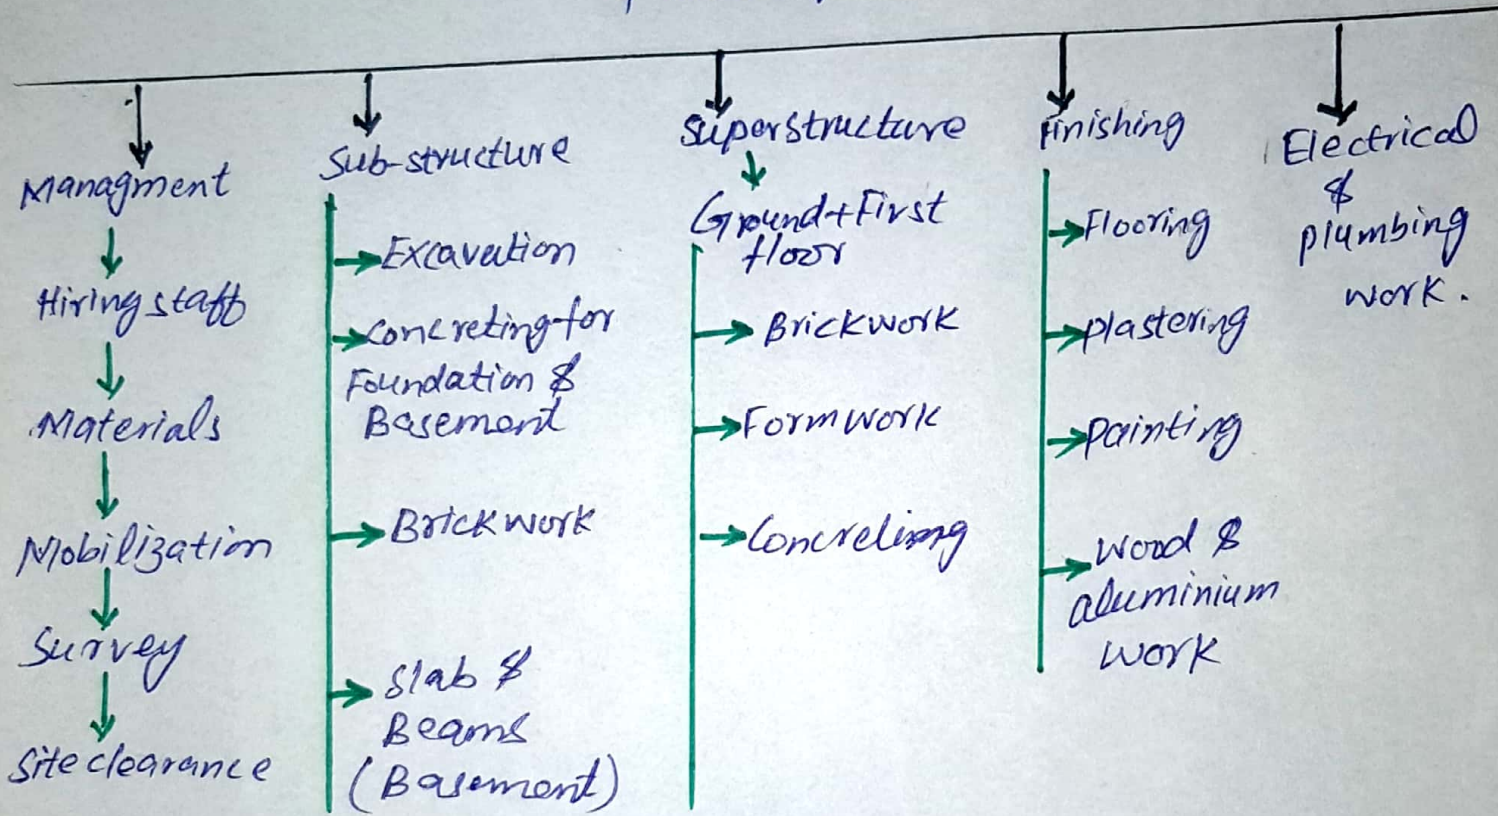 Managment
Hiring staff
Materials
Mobilization
Survey
Site clearance
Sub-structure
Excavation
Concreting for
Foundation &
Basement
Brickwork
Slab &
Beams
(Basement)
Superstructure
Ground+First
floor
Brickwork
Formwork
Concreting
Finishing
Flooring
plastering
painting
Wood &
aluminium
work
Electrical
&
plumbing
work.